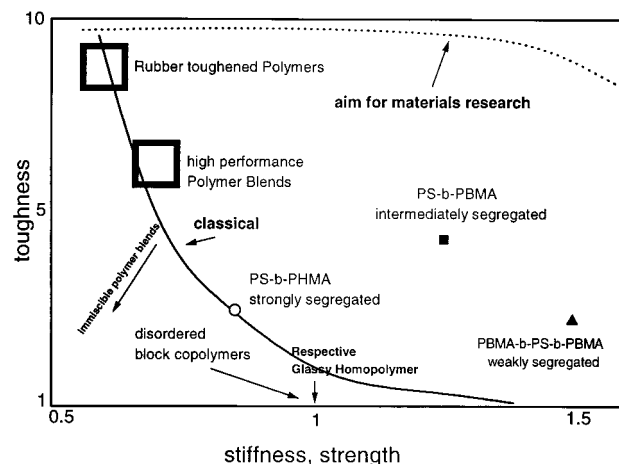 10
Rubber toughened Polymers
aim for materials research
high performance
Polymer Blends
toughness
5
PS-b-PBMA
intermediately segregated
classical
Immiscible polymer blends
PS-b-PHMA
strongly segregated
PBMA-b-PS-b-PBMA
weakly segregated
disordered
block copolymers
Respective
Glassy Homopolymer
1
0.5
1
1.5
stiffness, strength